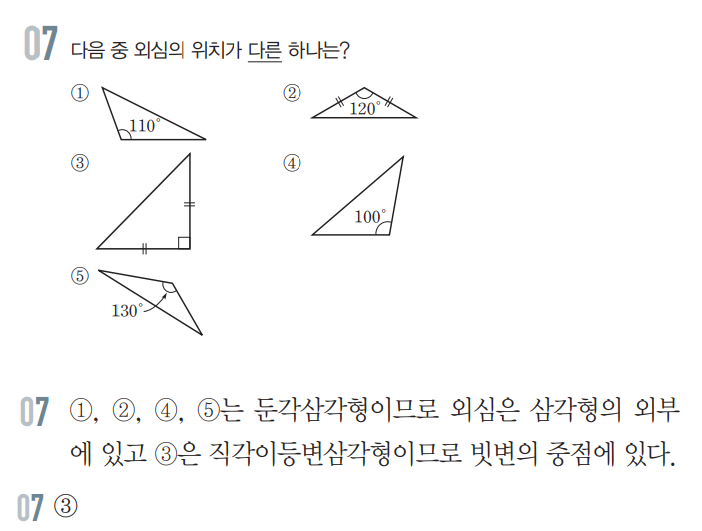 07 다음 중 외심의 위치가 다른 하나는?
① 110°
② 120°
③
④ 100°
⑤ 130°
07 ①, ②, ④, ⑤는 둔각삼각형이므로 외심은 삼각형의 외부
에 있고 ③은 직각이등변삼각형이므로 빗변의 중점에 있다.
07 ③